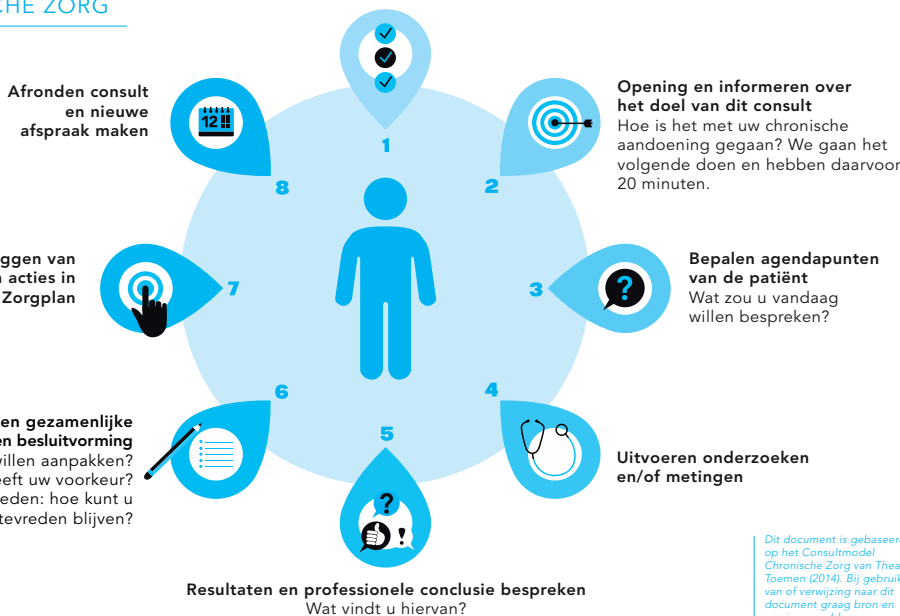 CHE ZORG
1
Opening en informeren over
het doel van dit consult
Hoe is het met uw chronische
aandoening gegaan? We gaan het
volgende doen en hebben daarvoor
20 minuten.
2
Bepalen agendapunten
van de patiënt
Wat zou u vandaag
willen bespreken?
3
?
4
Uitvoeren onderzoeken
en/of metingen
5
?
!
Resultaten en professionele conclusie bespreken
Wat vindt u hiervan?
6
en gezamenlijke
en besluitvorming
willen aanpakken?
eeft uw voorkeur?
eden: hoe kunt u
tevreden blijven?
7
ggen van
acties in
Zorgplan
8
12
Afronden consult
en nieuwe
afspraak maken
Dit document is gebaseerd
op het Consultmodel
Chronische Zorg van Thea
Toemen (2014). Bij gebruik
van of verwijzing naar dit
document graag bron en